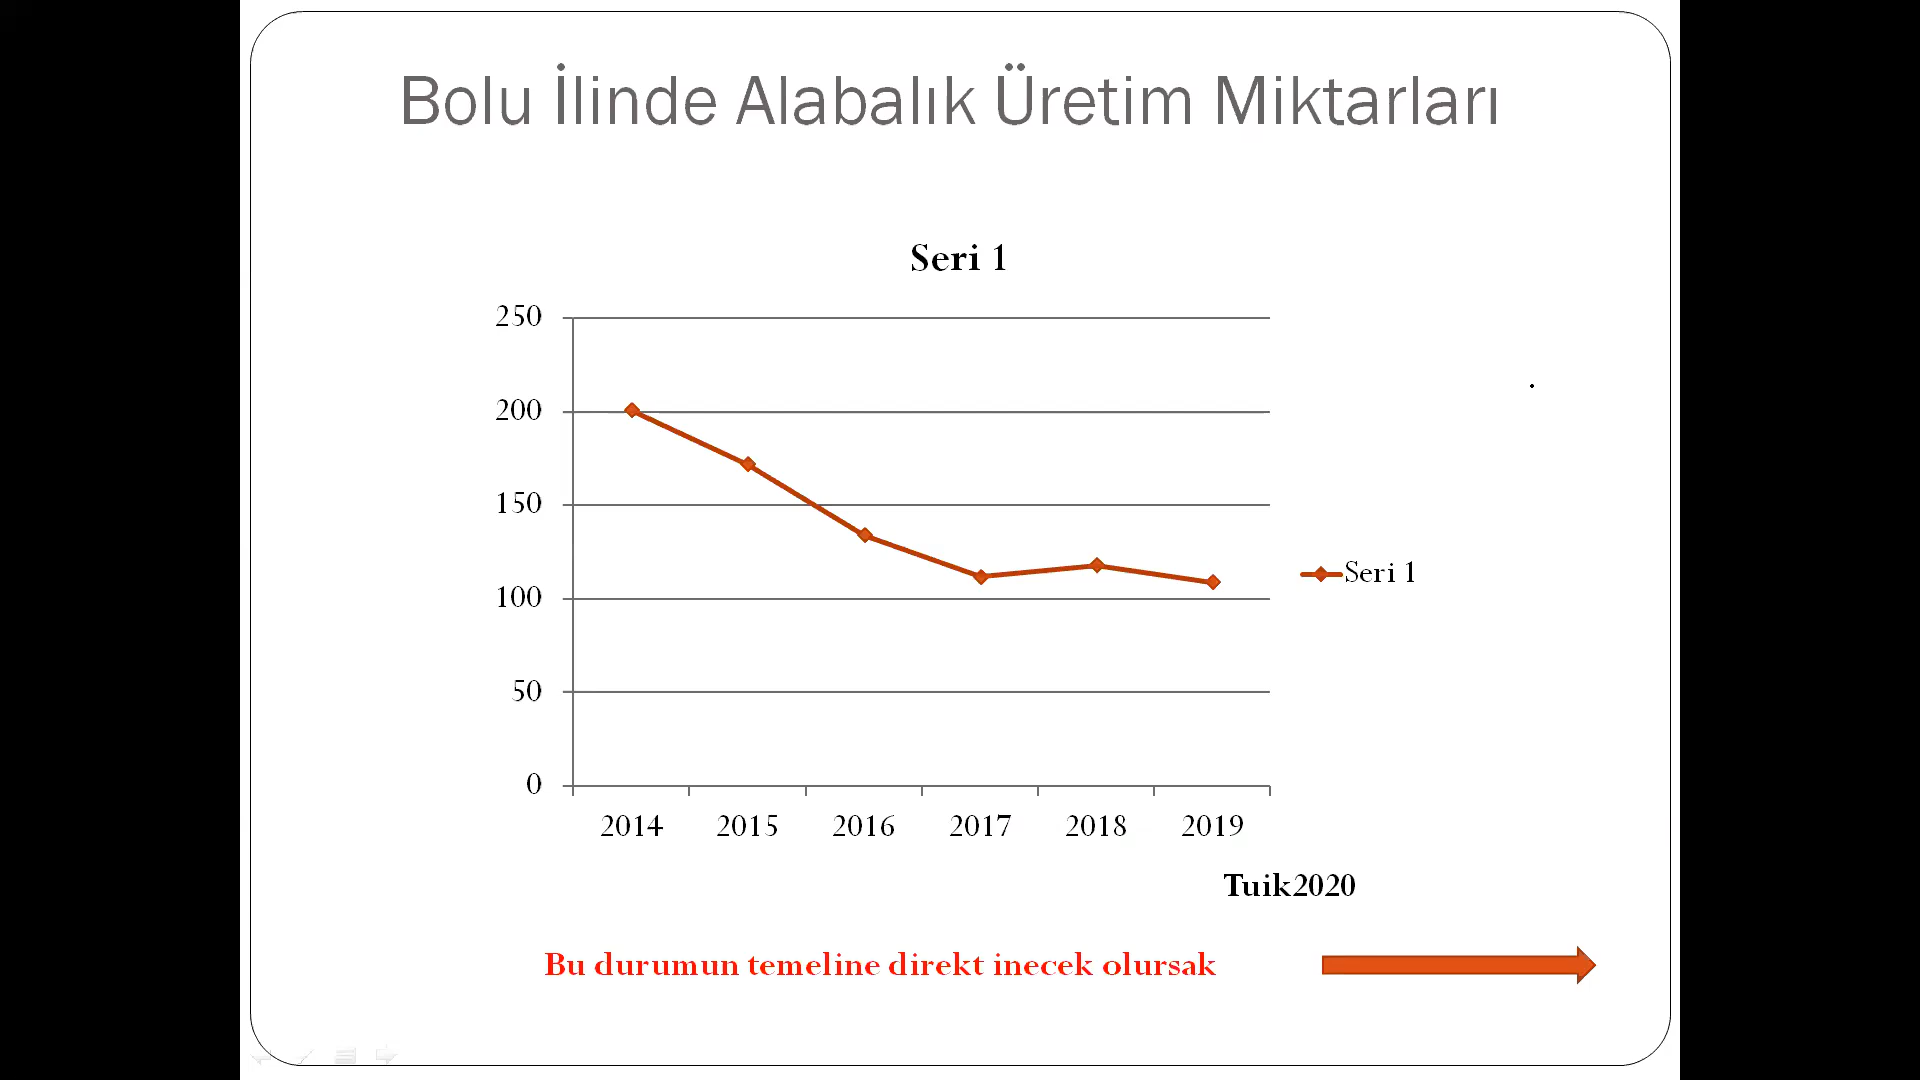 Bolu İlinde Alabalık Üretim Miktarları
Seri 1
250
200
150
100
50
0
2014 2015 2016 2017 2018 2019
Seri 1
Tuik2020
Bu durumun temeline direkt inecek olursak